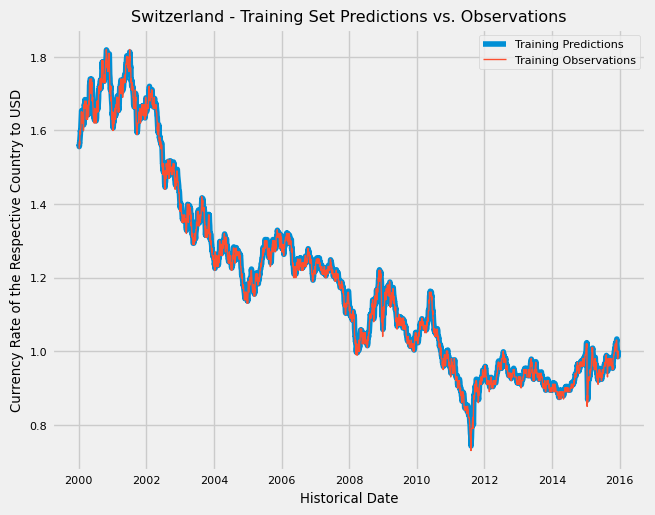 Switzerland - Training Set Predictions vs. Observations
Training Predictions
Training Observations
Currency Rate of the Respective Country to USD
1.8
1.6
1.4
1.2
1.0
0.8
2000 2002 2004 2006 2008 2010 2012 2014 2016
Historical Date